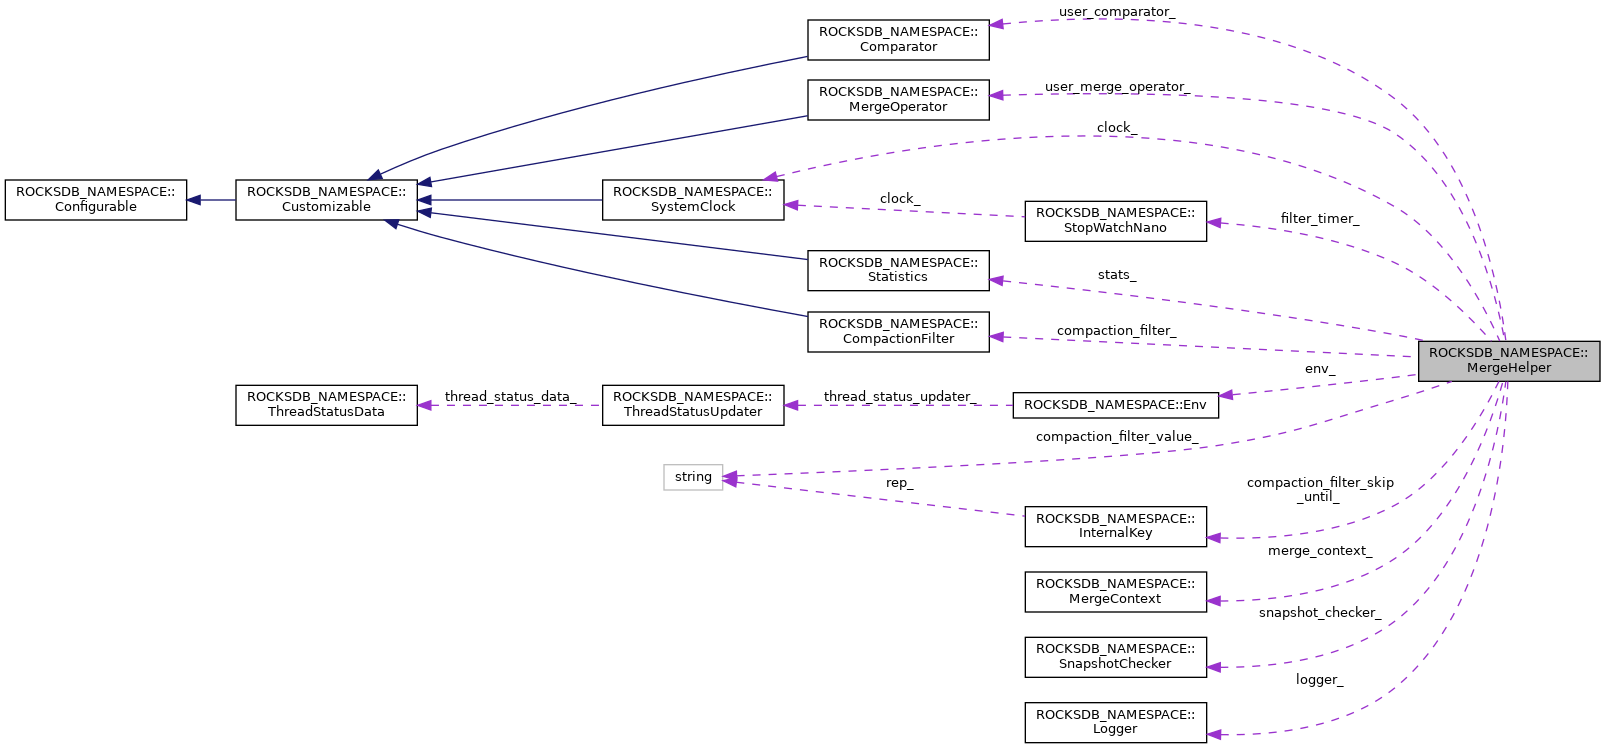 user_comparator_
ROCKSDB_NAMESPACE::
Comparator
user_merge_operator_
ROCKSDB_NAMESPACE::
MergeOperator
clock_
ROCKSDB_NAMESPACE::
Configurable
ROCKSDB_NAMESPACE::
Customizable
ROCKSDB_NAMESPACE::
SystemClock
clock_
ROCKSDB_NAMESPACE::
StopWatchNano
filter_timer_
ROCKSDB_NAMESPACE::
Statistics
stats_
ROCKSDB_NAMESPACE::
CompactionFilter
compaction_filter_
ROCKSDB_NAMESPACE::
MergeHelper
env_
ROCKSDB_NAMESPACE::
ThreadStatusData
thread_status_data_
ROCKSDB_NAMESPACE::
ThreadStatusUpdater
thread_status_updater_
ROCKSDB_NAMESPACE::Env
compaction_filter_value_
string
rep_
compaction_filter_skip
_until_
ROCKSDB_NAMESPACE::
InternalKey
merge_context_
ROCKSDB_NAMESPACE::
MergeContext
snapshot_checker_
ROCKSDB_NAMESPACE::
SnapshotChecker
logger_
ROCKSDB_NAMESPACE::
Logger